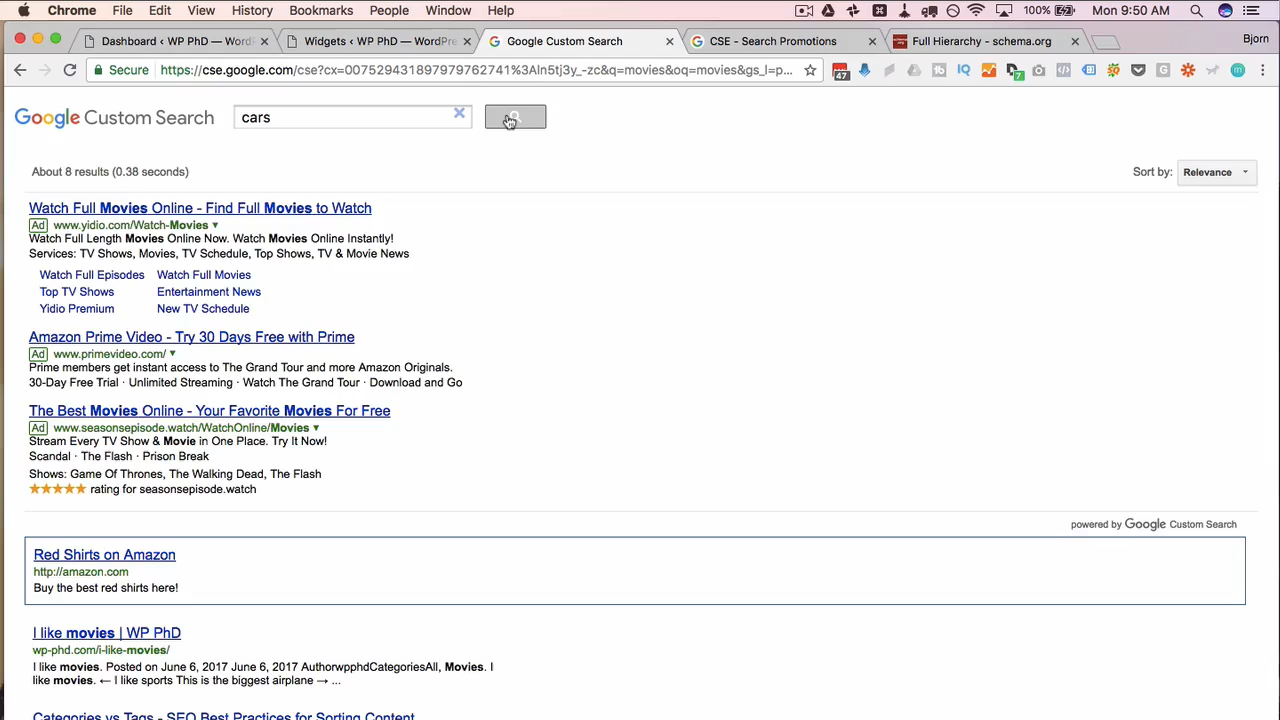 Chrome File Edit View History Bookmarks People Window Help 100% Mon 9:50 AM
Dashboard ‹ WP PhD — Word Widgets ‹ WP PhD — WordPre Google Custom Search CSE - Search Promotions Full Hierarchy - schema.org Bjorn
Secure https://cse.google.com/cse?cx=007529431897979762741%3Aln5tj3y_-zc&q=movies&oq=movies&gs_l=p... 47 7
Google Custom Search cars
About 8 results (0.38 seconds) Sort by: Relevance
Watch Full Movies Online - Find Full Movies to Watch
Ad www.yidio.com/Watch-Movies ▼
Watch Full Length Movies Online Now. Watch Movies Online Instantly!
Services: TV Shows, Movies, TV Schedule, Top Shows, TV & Movie News
Watch Full Episodes Watch Full Movies
Top TV Shows Entertainment News
Yidio Premium New TV Schedule
Amazon Prime Video - Try 30 Days Free with Prime
Ad www.primevideo.com/ ▼
Prime members get instant access to The Grand Tour and more Amazon Originals.
30-Day Free Trial · Unlimited Streaming · Watch The Grand Tour · Download and Go
The Best Movies Online - Your Favorite Movies For Free
Ad www.seasonsepisode.watch/WatchOnline/Movies ▼
Stream Every TV Show & Movie in One Place. Try It Now!
Scandal · The Flash · Prison Break
Shows: Game Of Thrones, The Walking Dead, The Flash
★★★★★ rating for seasonsepisode.watch
powered by Google Custom Search
Red Shirts on Amazon
http://amazon.com
Buy the best red shirts here!
I like movies | WP PhD
wp-phd.com/i-like-movies/
I like movies. Posted on June 6, 2017 June 6, 2017 AuthorwpphdCategoriesAll, Movies. I
like movies. ← I like sports This is the biggest airplane → ...
Categories vs Tags - SEO Best Practices for Sorting Content